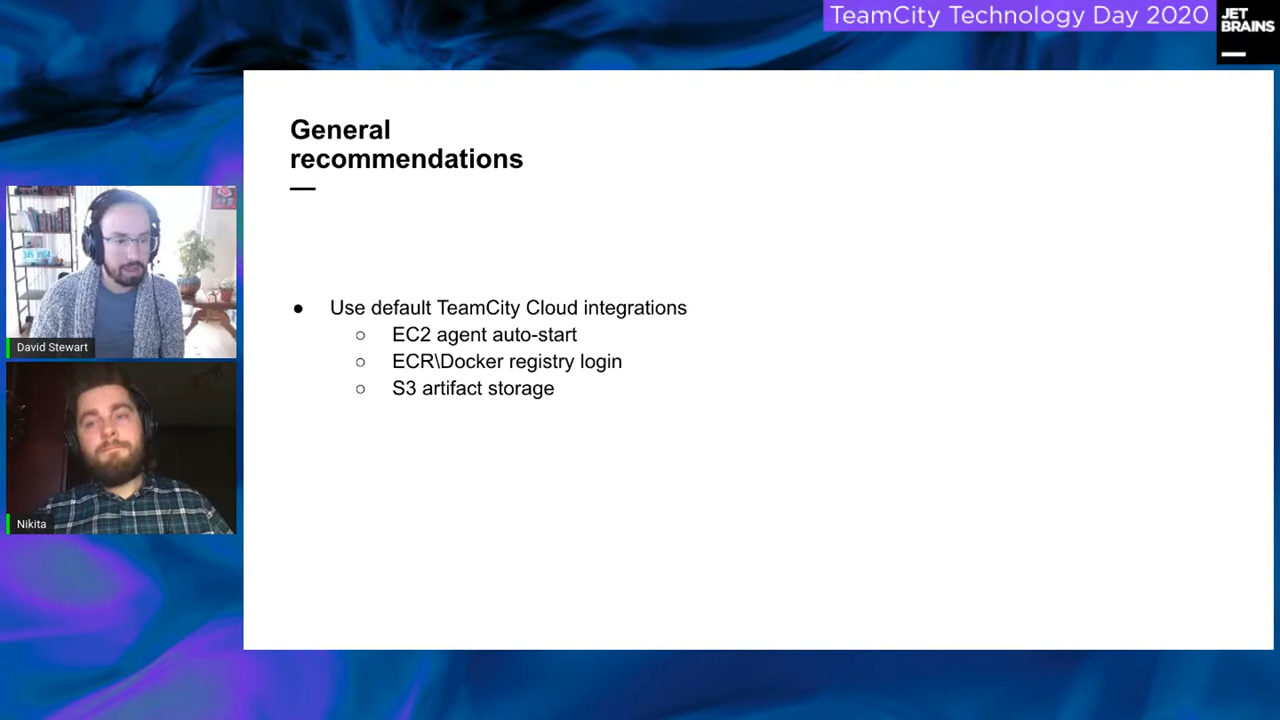 TeamCity Technology Day 2020
JET
BRAINS
General
recommendations
● Use default TeamCity Cloud integrations
○ EC2 agent auto-start
○ ECR\Docker registry login
○ S3 artifact storage
David Stewart
Nikita